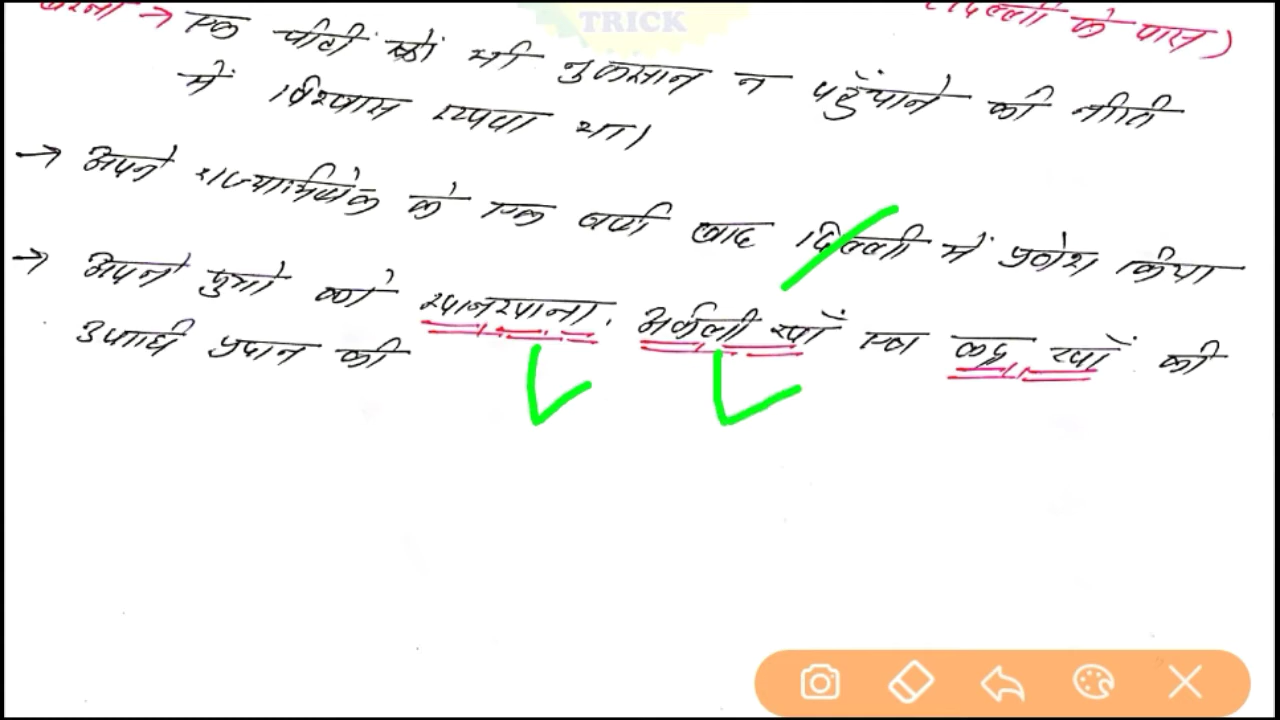 TRICK
(दिल्ली के पास)
→ एक चींटी को भी नुकसान न पहुँचाने की नीति
में विश्वास रखता था।
→ अपने राज्याभिषेक के एक वर्ष बाद दिल्ली में प्रवेश किया
→ अपने पुत्रो को खानखाना, अर्कली खाँ एव कद्र खाँ की
उपाधी प्रदान की